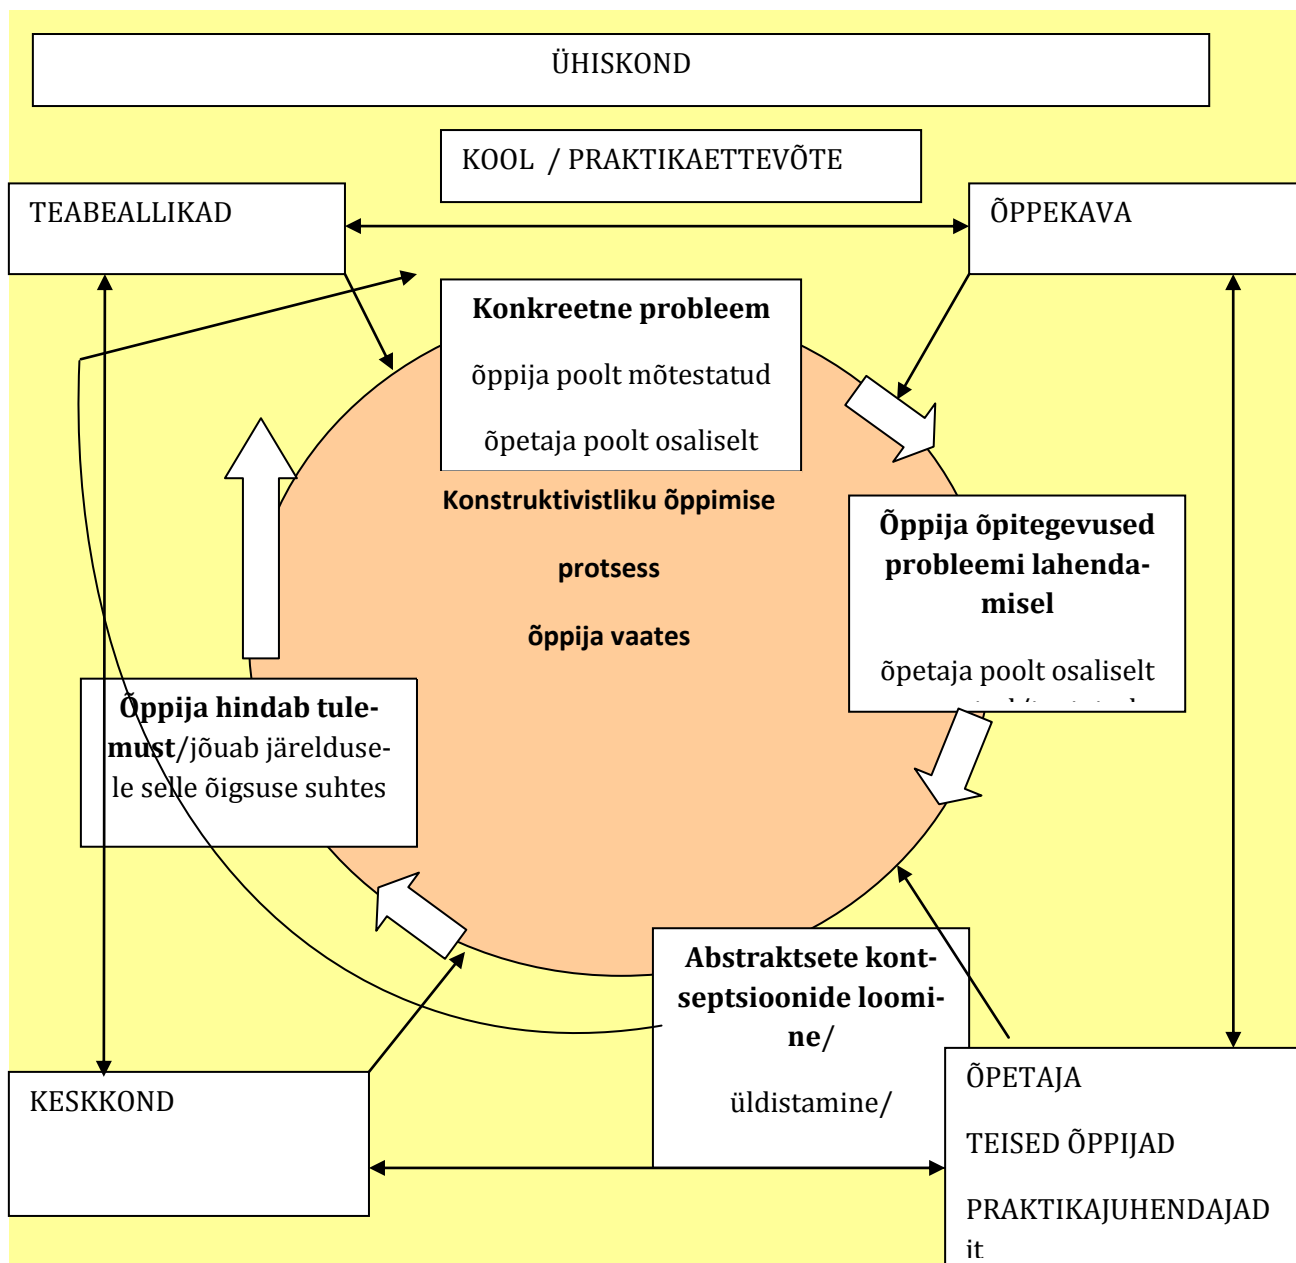 ÜHISKOND
KOOL / PRAKTIKAETTEVÕTE
TEABEALLIKAD
ÕPPEKAVA
Konkreetne probleem
õppija poolt mõtestatud
õpetaja poolt osaliselt
Konstruktivistliku õppimise
protsess
õppija vaates
Õppija õpitegevused
probleemi lahenda-
misel
õpetaja poolt osaliselt
Õppija hindab tule-
must/jõuab järelduse-
le selle õigsuse suhtes
Abstraktsete kont-
septsioonide loomi-
ne/
üldistamine/
KESKKOND
ÕPETAJA
TEISED ÕPPIJAD
PRAKTIKAJUHENDAJAD
it